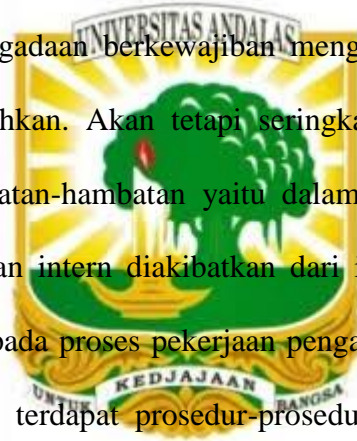 UNIVERSITAS ANDALAS
gadaan berkewajiban meng
hkan. Akan tetapi seringka
atan-hambatan yaitu dalam
an intern diakibatkan dari i
pada proses pekerjaan penga
UNTUK KEDJAJAAN BANGSA
terdapat prosedur-prosedu